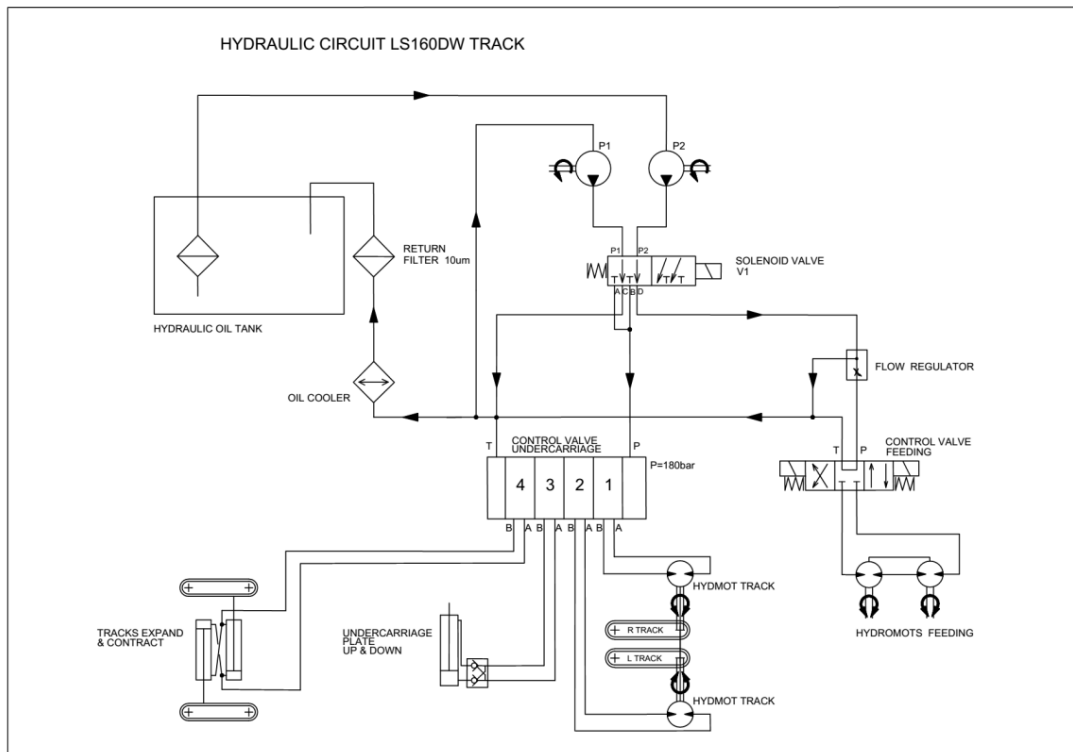 HYDRAULIC CIRCUIT LS160DW TRACK
P1
P2
P1 P2
SOLENOID VALVE
V1
T T
T T
A C B D
RETURN
FILTER 10um
HYDRAULIC OIL TANK
OIL COOLER
FLOW REGULATOR
T
CONTROL VALVE
UNDERCARRIAGE
P
P=180bar
T P
CONTROL VALVE
FEEDING
4 3 2 1
B A B A B A B A
HYDMOT TRACK
TRACKS EXPAND
& CONTRACT
UNDERCARRIAGE
PLATE
UP & DOWN
R TRACK
L TRACK
HYDROMOTS FEEDING
HYDMOT TRACK